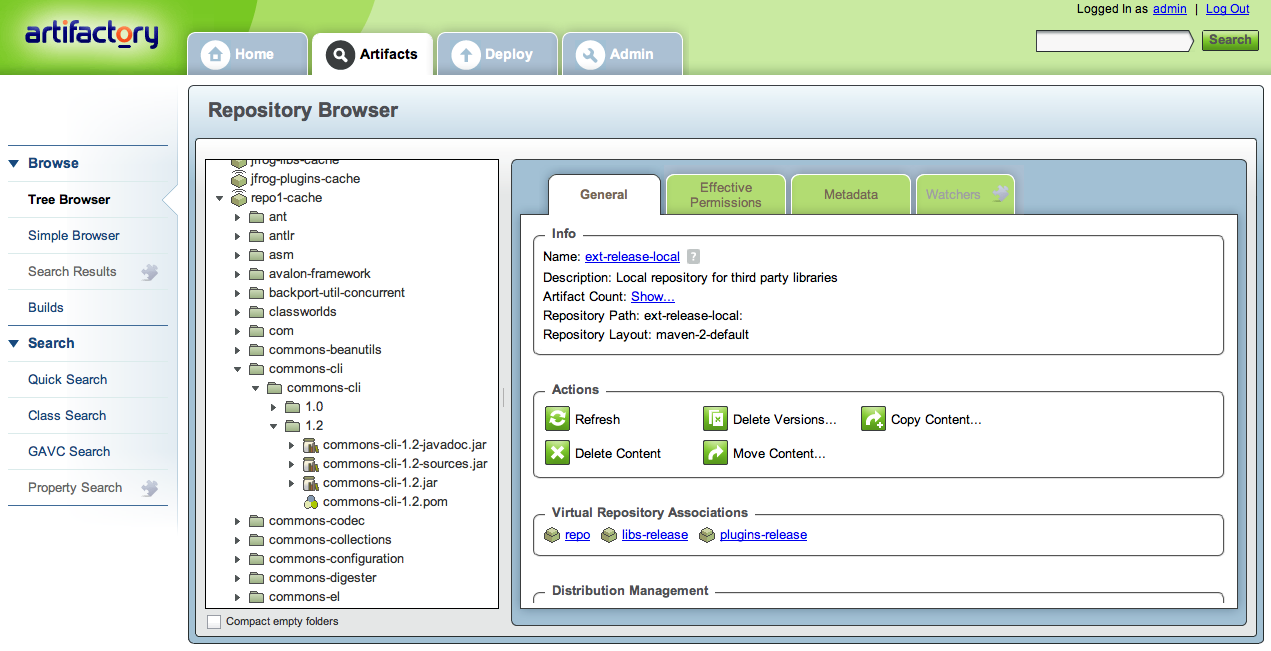 Logged In as admin | Log Out
artifactory
Home
Artifacts
Deploy
Admin
Search
Repository Browser
Browse
Tree Browser
Simple Browser
Search Results
Builds
Search
Quick Search
Class Search
GAVC Search
Property Search
jfrog-libs-cache
jfrog-plugins-cache
repo1-cache
ant
antlr
asm
avalon-framework
backport-util-concurrent
classworlds
com
commons-beanutils
commons-cli
commons-cli
1.0
1.2
commons-cli-1.2-javadoc.jar
commons-cli-1.2-sources.jar
commons-cli-1.2.jar
commons-cli-1.2.pom
commons-codec
commons-collections
commons-configuration
commons-digester
commons-el
Compact empty folders
General
Effective
Permissions
Metadata
Watchers
Info
Name: ext-release-local ?
Description: Local repository for third party libraries
Artifact Count: Show...
Repository Path: ext-release-local:
Repository Layout: maven-2-default
Actions
Refresh
Delete Versions...
Copy Content...
Delete Content
Move Content...
Virtual Repository Associations
repo
libs-release
plugins-release
Distribution Management